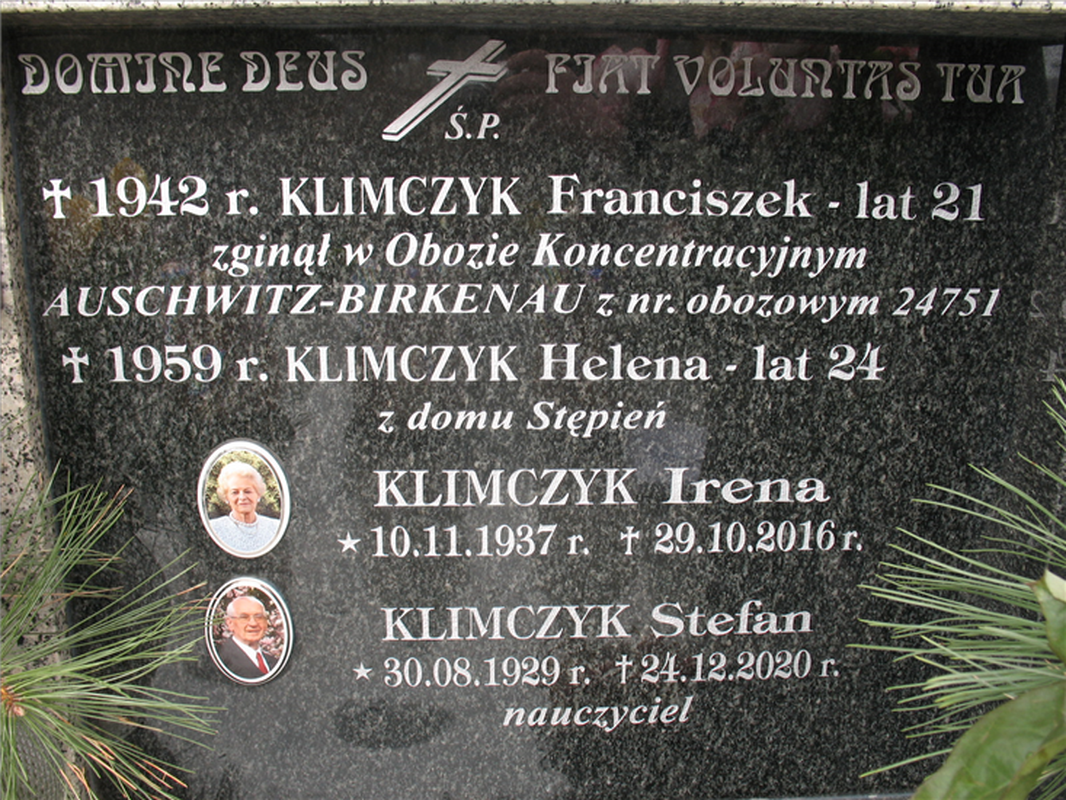 DOMINE DEUS FIAT VOLUNTAS TUA
Ś.P.
✝ 1942 r. KLIMCZYK Franciszek - lat 21
zginął w Obozie Koncentracyjnym
AUSCHWITZ-BIRKENAU z nr. obozowym 24751
✝ 1959 r. KLIMCZYK Helena - lat 24
z domu Stępień
KLIMCZYK Irena
★ 10.11.1937 r. ✝ 29.10.2016 r.
KLIMCZYK Stefan
★ 30.08.1929 r. ✝ 24.12.2020 r.
nauczyciel